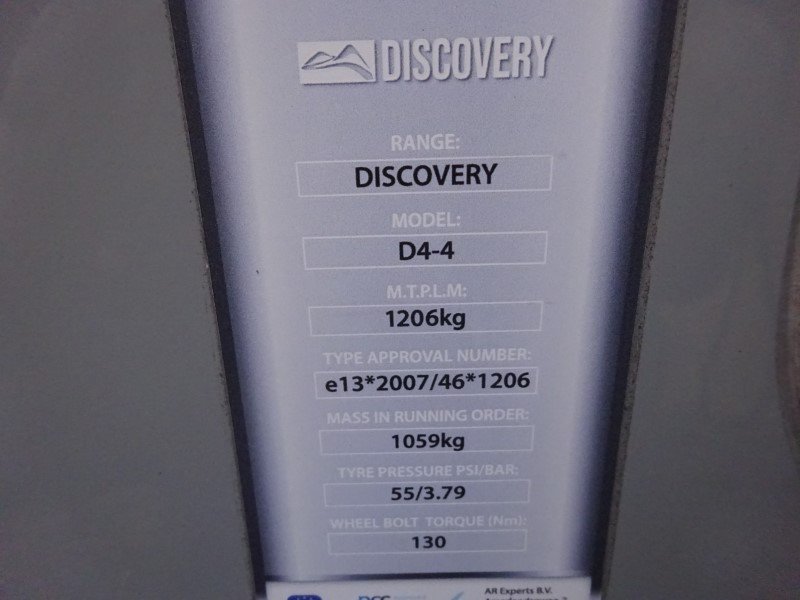 DISCOVERY
RANGE:
DISCOVERY
MODEL:
D4-4
M.T.P.L.M:
1206kg
TYPE APPROVAL NUMBER:
e13*2007/46*1206
MASS IN RUNNING ORDER:
1059kg
TYRE PRESSURE PSI/BAR:
55/3.79
WHEEL BOLT TORQUE (Nm):
130
AR Experts B.V.